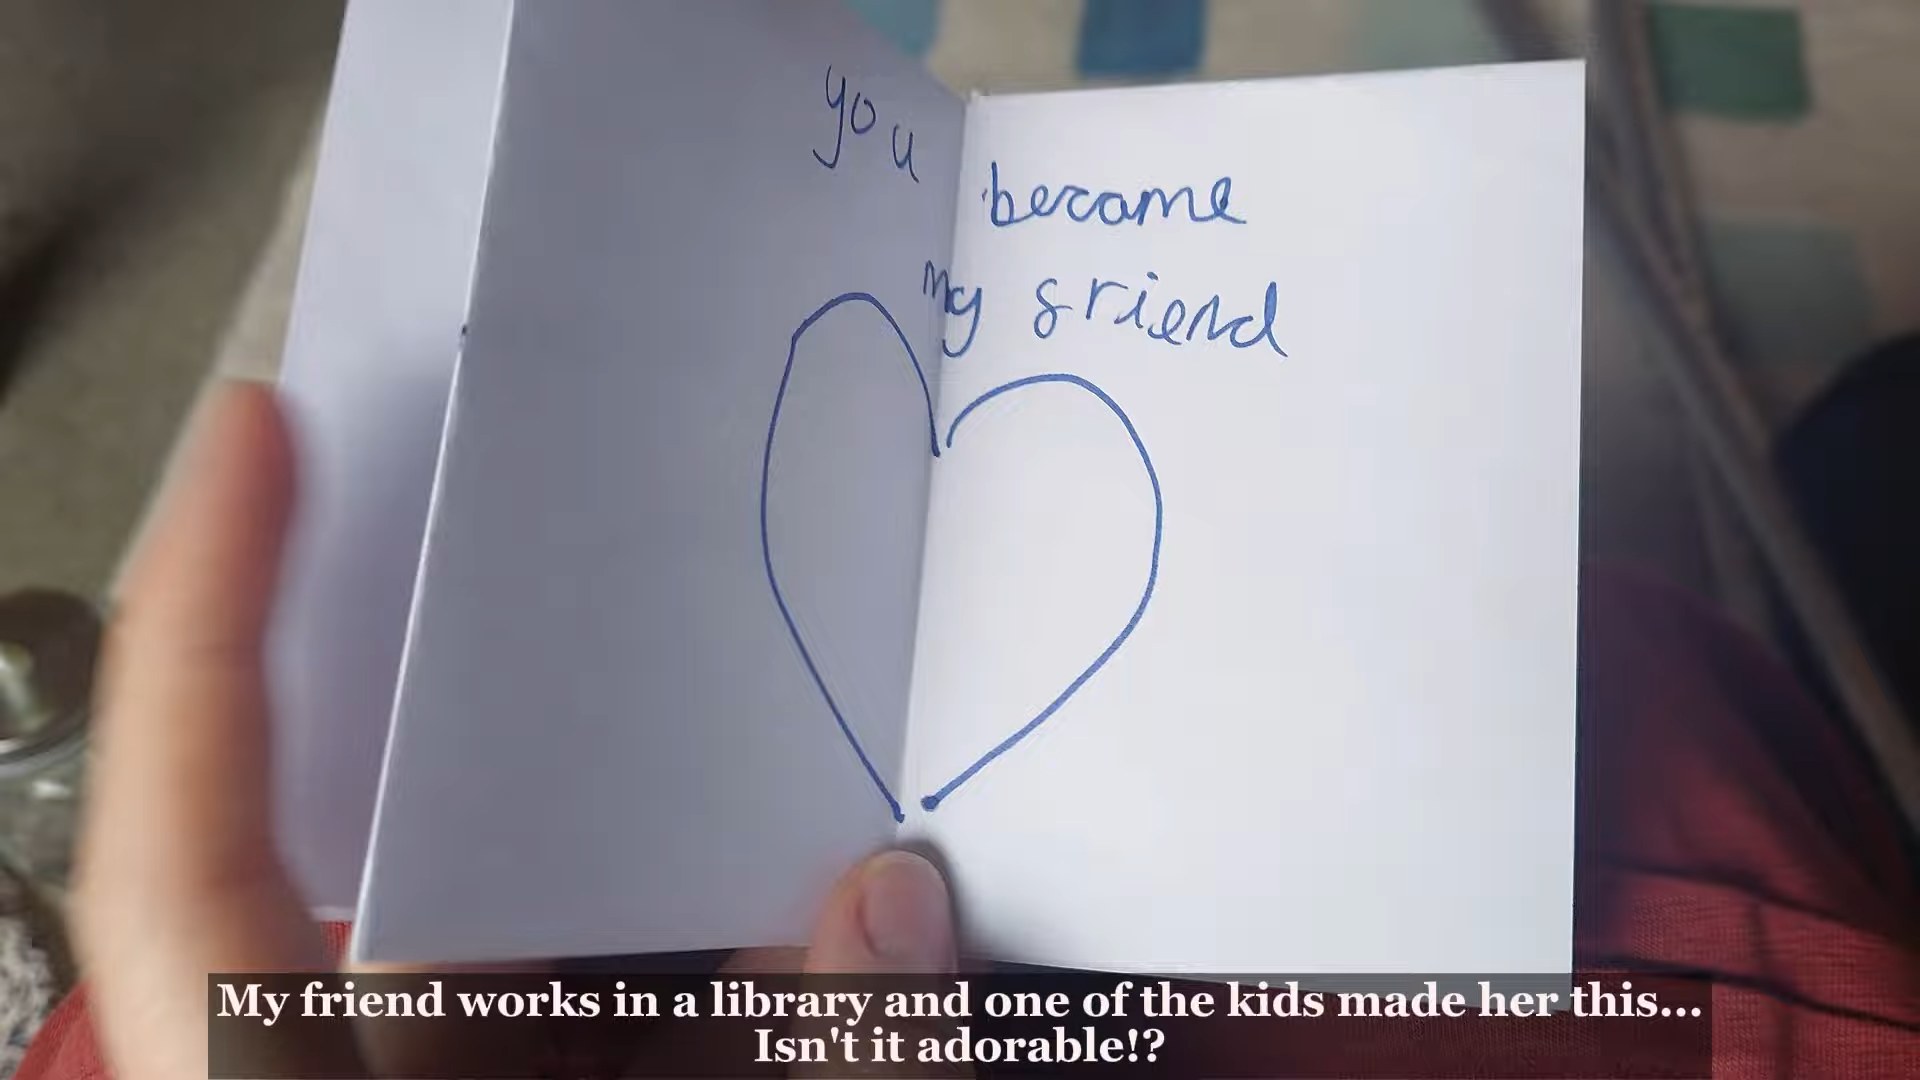 you became
my friend
My friend works in a library and one of the kids made her this...
Isn't it adorable!?